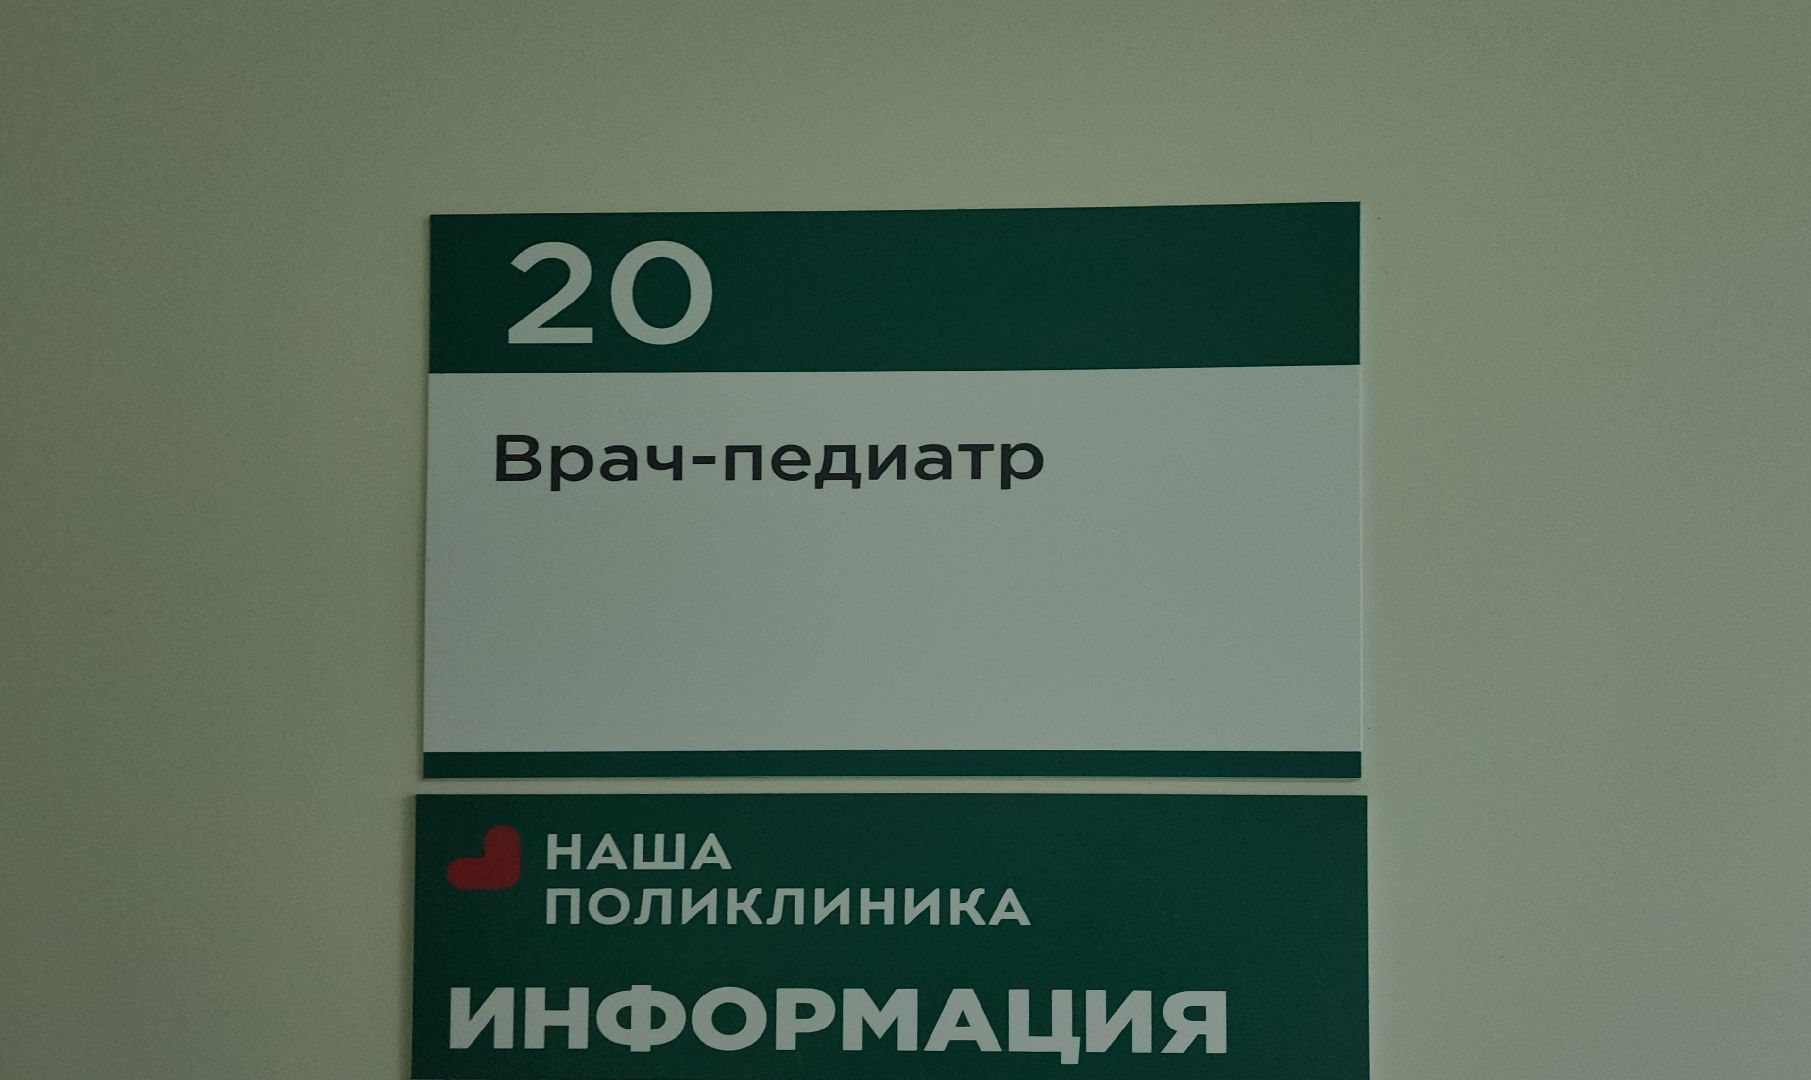 20
Врач-педиатр
НАША
ПОЛИКЛИНИКА
ИНФОРМАЦИЯ